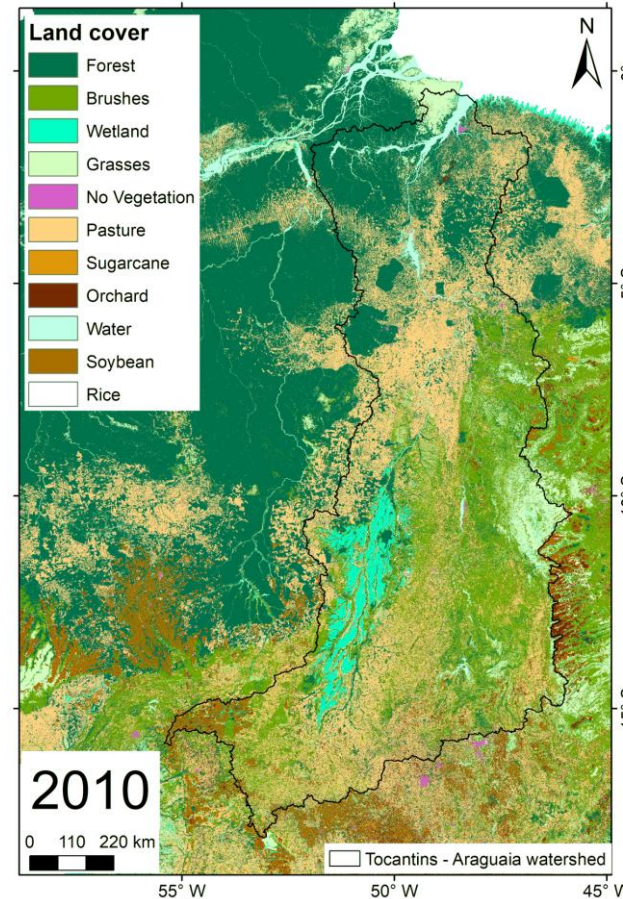 Land cover
Forest
Brushes
Wetland
Grasses
No Vegetation
Pasture
Sugarcane
Orchard
Water
Soybean
Rice
N
2010
0 110 220 km
Tocantins - Araguaia watershed
55° W 50° W 45° W